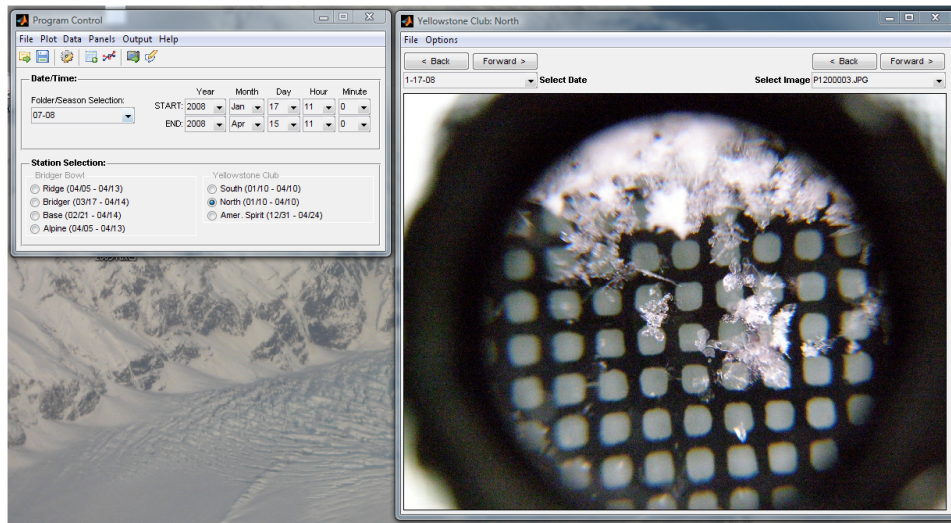 Program Control
File Plot Data Panels Output Help
Date/Time:
Folder/Season Selection:
07-08
Year Month Day Hour Minute
START: 2008 Jan 17 11 0
END: 2008 Apr 15 11 0
Station Selection:
Bridger Bowl
Ridge (04/05 - 04/13)
Bridger (03/17 - 04/14)
Base (02/21 - 04/14)
Alpine (04/05 - 04/13)
Yellowstone Club
South (01/10 - 04/10)
North (01/10 - 04/10)
Amer. Spirit (12/31 - 04/24)
Yellowstone Club: North
File Options
< Back Forward > < Back Forward >
1-17-08 Select Date Select Image P1200003.JPG